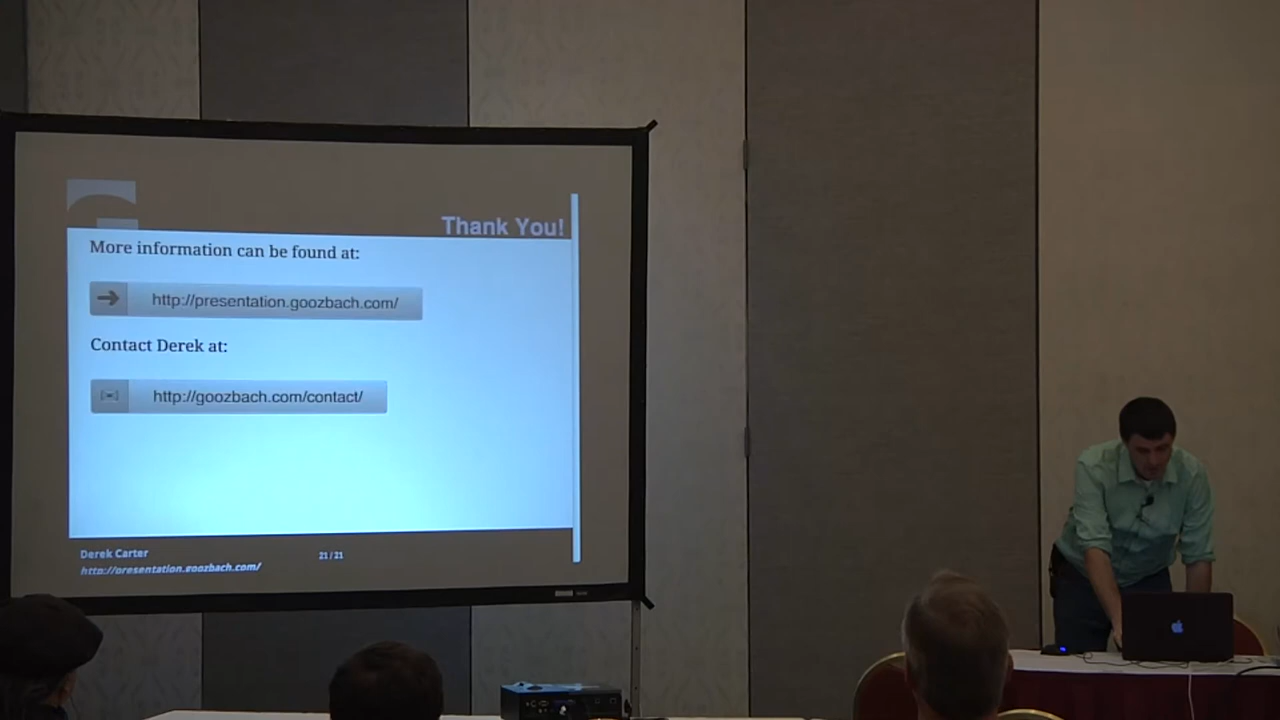 Thank You!
More information can be found at:
http://presentation.goozbach.com/
Contact Derek at:
http://goozbach.com/contact/
Derek Carter
21/21
http://presentation.goozbach.com/